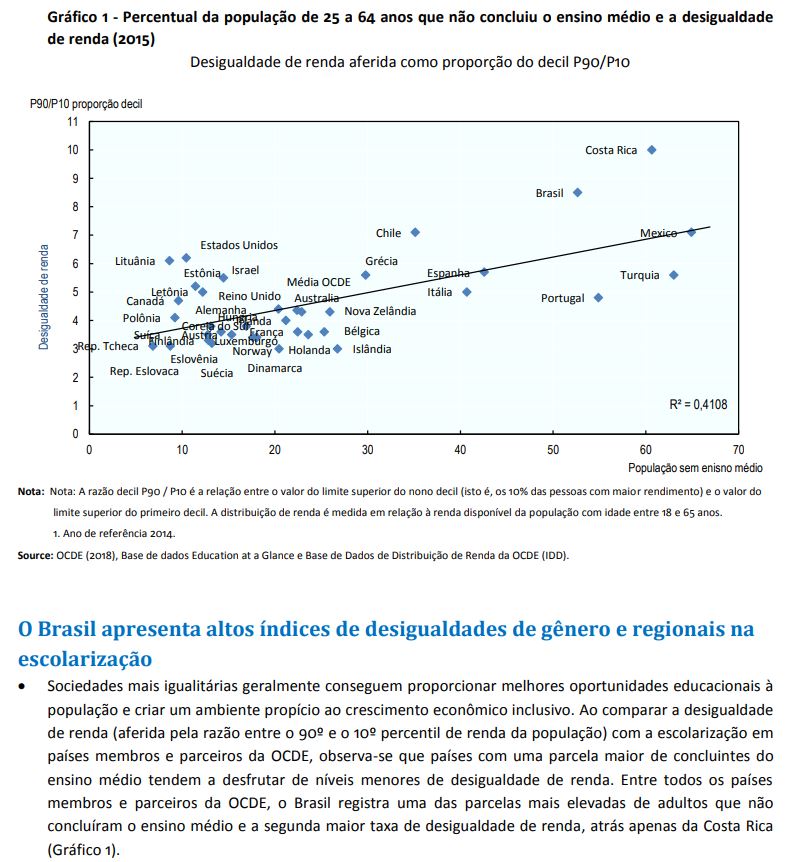 Gráfico 1 - Percentual da população de 25 a 64 anos que não concluiu o ensino médio e a desigualdade
de renda (2015)
Desigualdade de renda aferida como proporção do decil P90/P10
P90/P10 proporção decil
11
10
9
8
7
6
5
4
3
2
1
0
Desigualdade de renda
Costa Rica
Brasil
Chile
Mexico
Estados Unidos
Lituânia
Grécia
Estônia
Israel
Espanha
Turquia
Média OCDE
Letônia
Reino Unido
Itália
Canadá
Australia
Portugal
Alemanha
Nova Zelândia
Polônia
Hungria
Irlanda
Coreia do Sul
França
Bélgica
Suíça
Áustria
Finlândia
Luxemburgo
Rep. Tcheca
Norway
Holanda
Islândia
Eslovênia
Dinamarca
Rep. Eslovaca
Suécia
R² = 0,4108
0 10 20 30 40 50 60 70
População sem enisno médio
Nota: Nota: A razão decil P90 / P10 é a relação entre o valor do limite superior do nono decil (isto é, os 10% das pessoas com maior rendimento) e o valor do
limite superior do primeiro decil. A distribuição de renda é medida em relação à renda disponível da população com idade entre 18 e 65 anos.
1. Ano de referência 2014.
Source: OCDE (2018), Base de dados Education at a Glance e Base de Dados de Distribuição de Renda da OCDE (IDD).
O Brasil apresenta altos índices de desigualdades de gênero e regionais na
escolarização
• Sociedades mais igualitárias geralmente conseguem proporcionar melhores oportunidades educacionais à
população e criar um ambiente propício ao crescimento econômico inclusivo. Ao comparar a desigualdade
de renda (aferida pela razão entre o 90º e o 10º percentil de renda da população) com a escolarização em
países membros e parceiros da OCDE, observa-se que países com uma parcela maior de concluintes do
ensino médio tendem a desfrutar de níveis menores de desigualdade de renda. Entre todos os países
membros e parceiros da OCDE, o Brasil registra uma das parcelas mais elevadas de adultos que não
concluíram o ensino médio e a segunda maior taxa de desigualdade de renda, atrás apenas da Costa Rica
(Gráfico 1).